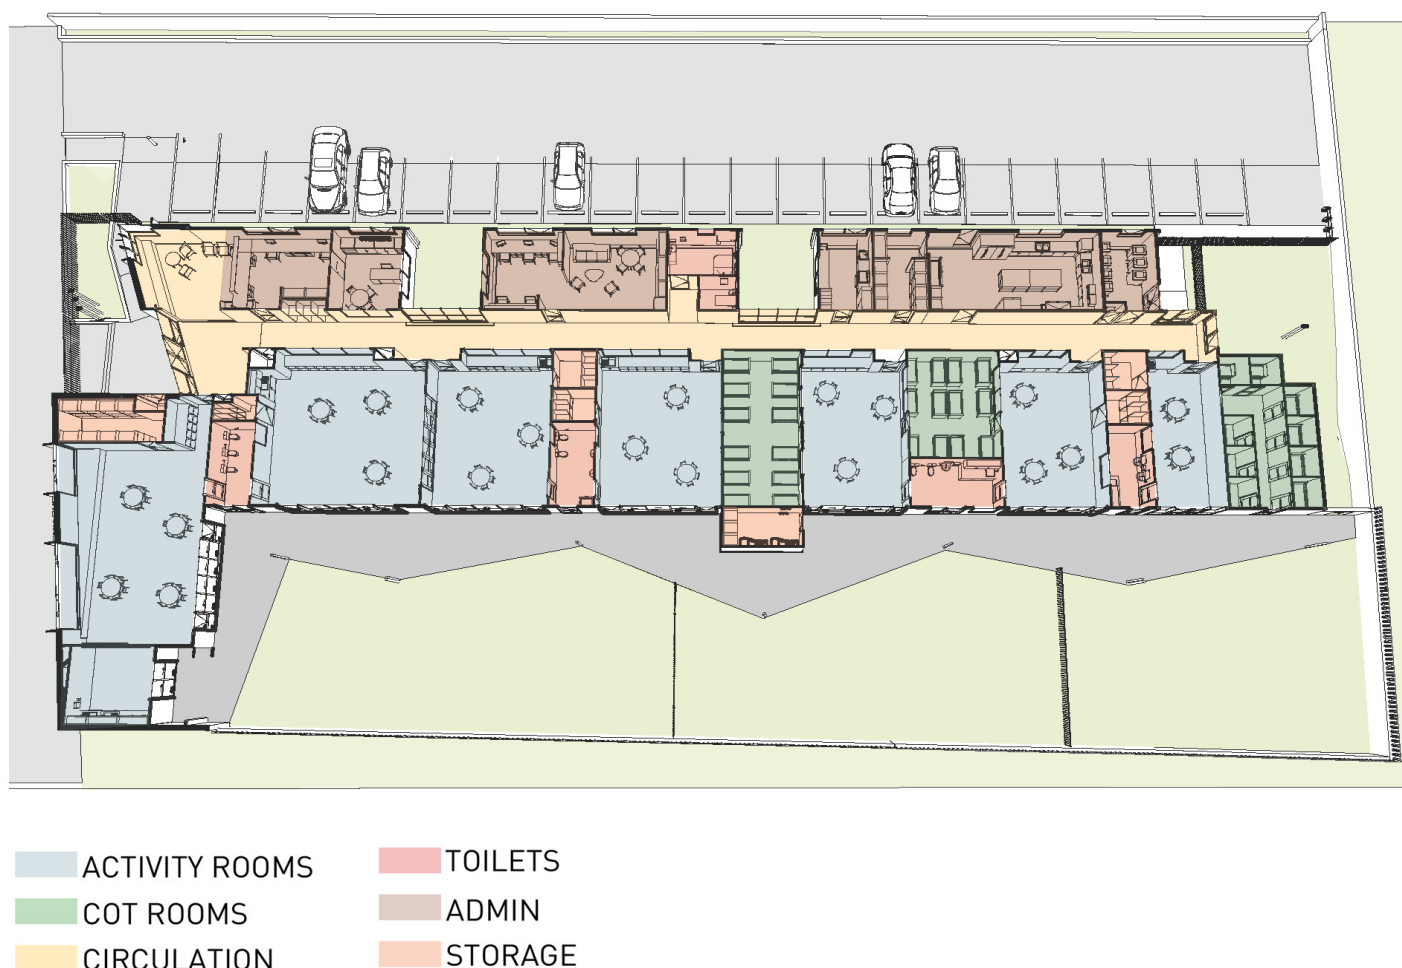 ACTIVITY ROOMS
TOILETS
COT ROOMS
ADMIN
CIRCULATION
STORAGE